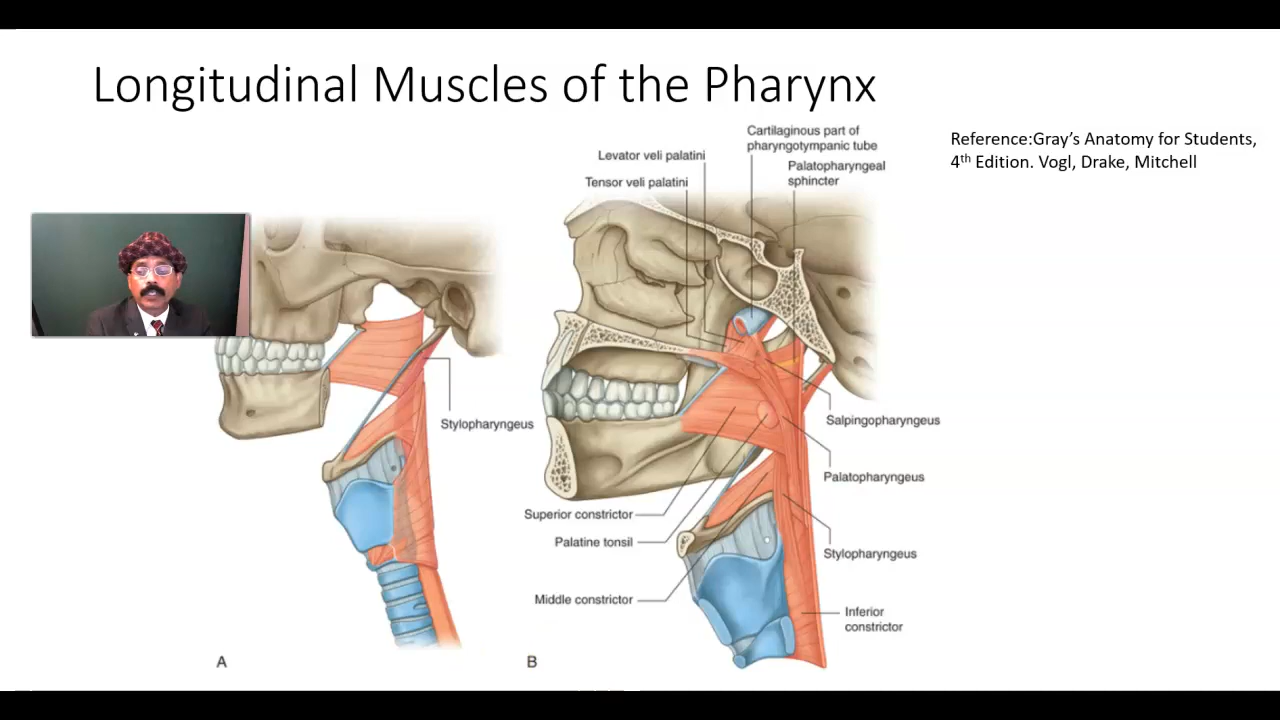 Longitudinal Muscles of the Pharynx
Reference:Gray's Anatomy for Students,
4th Edition. Vogl, Drake, Mitchell
Cartilaginous part of
pharyngotympanic tube
Levator veli palatini
Palatopharyngeal
sphincter
Tensor veli palatini
Stylopharyngeus
Salpingopharyngeus
Palatopharyngeus
Superior constrictor
Palatine tonsil
Stylopharyngeus
Middle constrictor
Inferior
constrictor
A
B